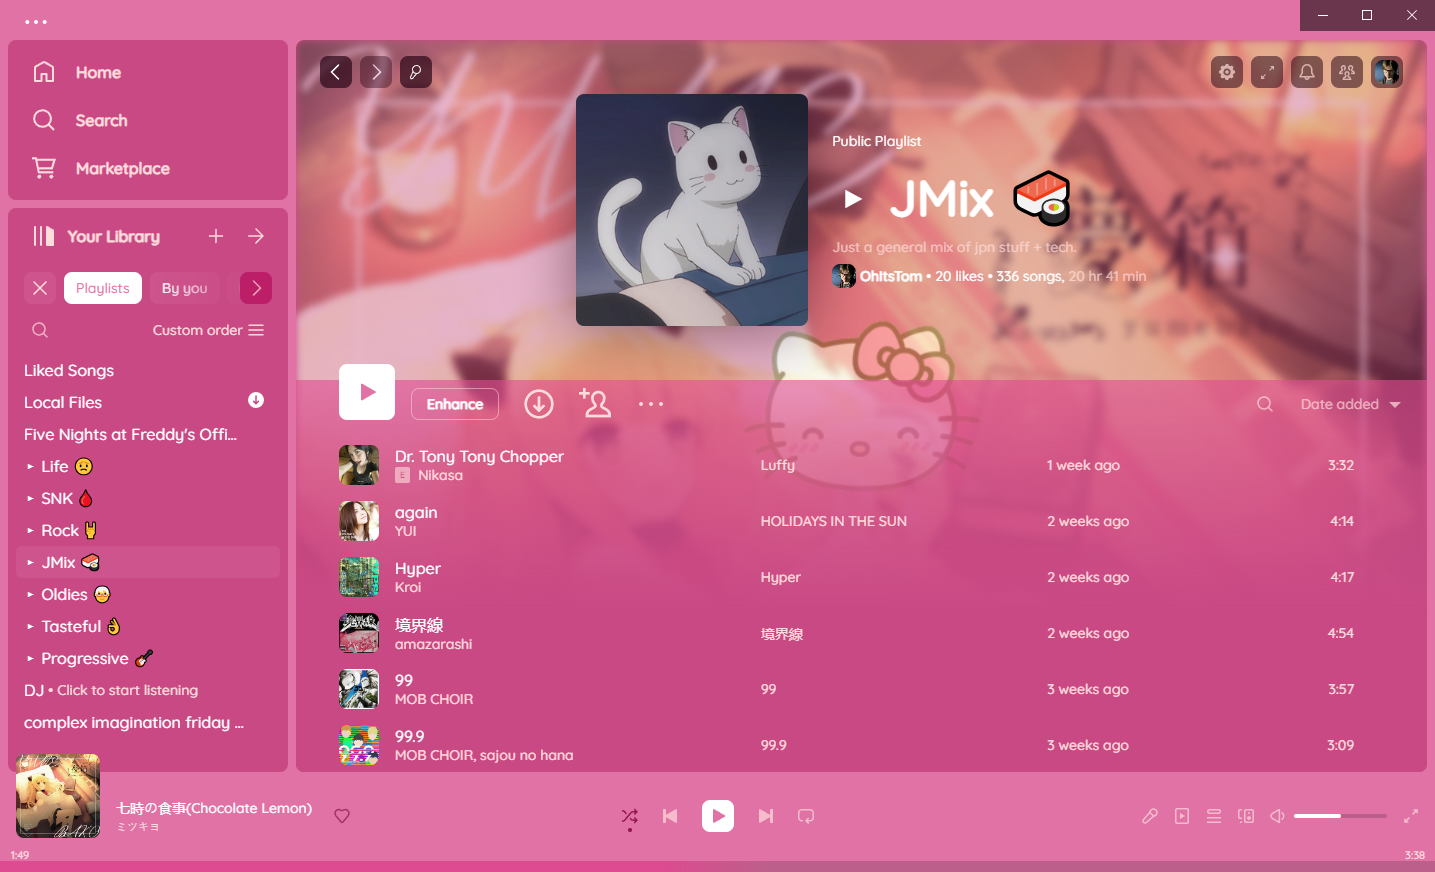 Home
Search
Marketplace
Your Library
Playlists
By you
Custom order
Liked Songs
Local Files
Five Nights at Freddy's Offi...
Life
SNK
Rock
JMix
Oldies
Tasteful
Progressive
DJ • Click to start listening
complex imagination friday ...
Public Playlist
JMix
Just a general mix of jpn stuff + tech.
OhItsTom • 20 likes • 336 songs, 20 hr 41 min
Enhance
Date added
Dr. Tony Tony Chopper
E Nikasa
Luffy
1 week ago
3:32
again
YUI
HOLIDAYS IN THE SUN
2 weeks ago
4:14
Hyper
Kroi
Hyper
2 weeks ago
4:17
境界線
amazarashi
境界線
2 weeks ago
4:54
99
MOB CHOIR
99
3 weeks ago
3:57
99.9
MOB CHOIR, sajou no hana
99.9
3 weeks ago
3:09
七時の食事(Chocolate Lemon)
ミツキヨ
1:49
3:38